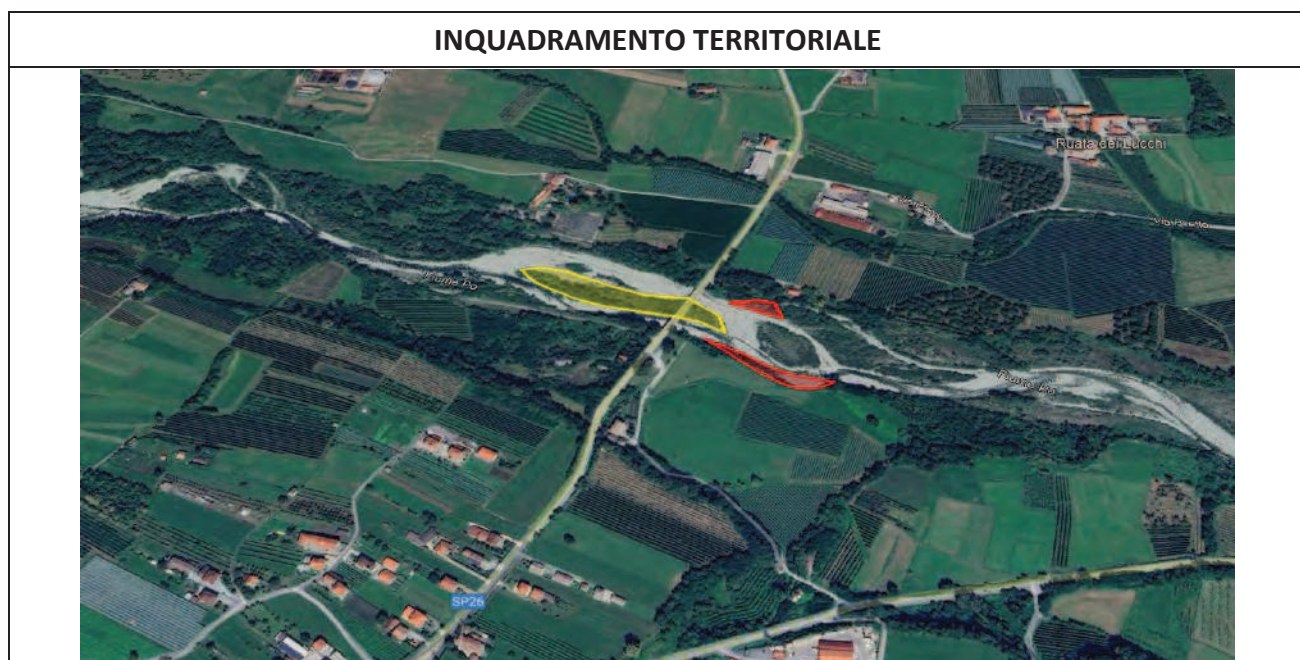 INQUADRAMENTO TERRITORIALE
Ruata dei Lucchi
Fiume Po
Fiume Po
SP26